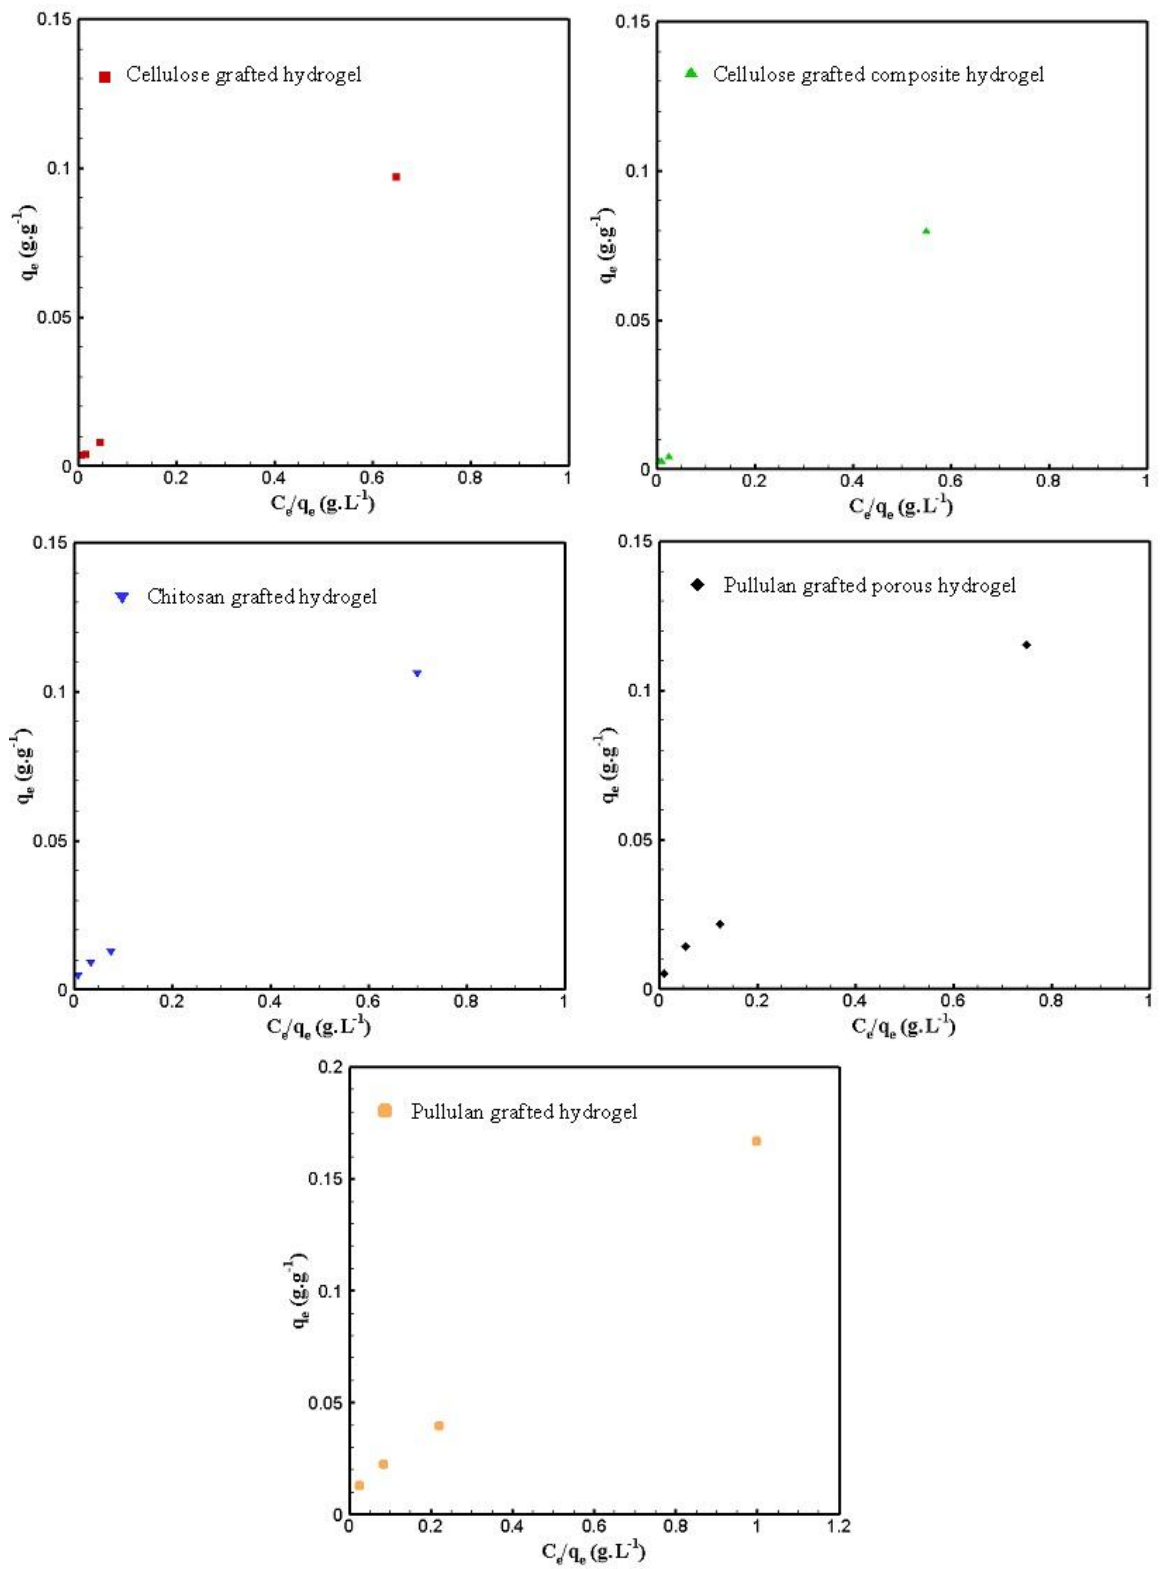 0.15
Cellulose grafted hydrogel
0.1
0.05
0
qₑ (g.g⁻¹)
0 0.2 0.4 0.6 0.8 1
Cₑ/qₑ (g.L⁻¹)
0.15
Cellulose grafted composite hydrogel
0.1
0.05
0
qₑ (g.g⁻¹)
0 0.2 0.4 0.6 0.8 1
Cₑ/qₑ (g.L⁻¹)
0.15
Chitosan grafted hydrogel
0.1
0.05
0
qₑ (g.g⁻¹)
0 0.2 0.4 0.6 0.8 1
Cₑ/qₑ (g.L⁻¹)
0.15
Pullulan grafted porous hydrogel
0.1
0.05
0
qₑ (g.g⁻¹)
0 0.2 0.4 0.6 0.8 1
Cₑ/qₑ (g.L⁻¹)
0.2
Pullulan grafted hydrogel
0.15
0.1
0.05
0
qₑ (g.g⁻¹)
0 0.2 0.4 0.6 0.8 1 1.2
Cₑ/qₑ (g.L⁻¹)